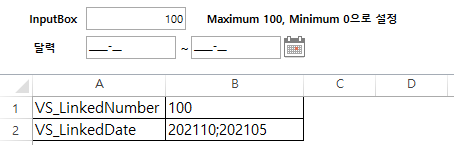 InputBox 100 Maximum 100, Minimum 0으로 설정
달력 ____-__ ~ ____-__
A B C D
1 VS_LinkedNumber 100
2 VS_LinkedDate 202110;202105